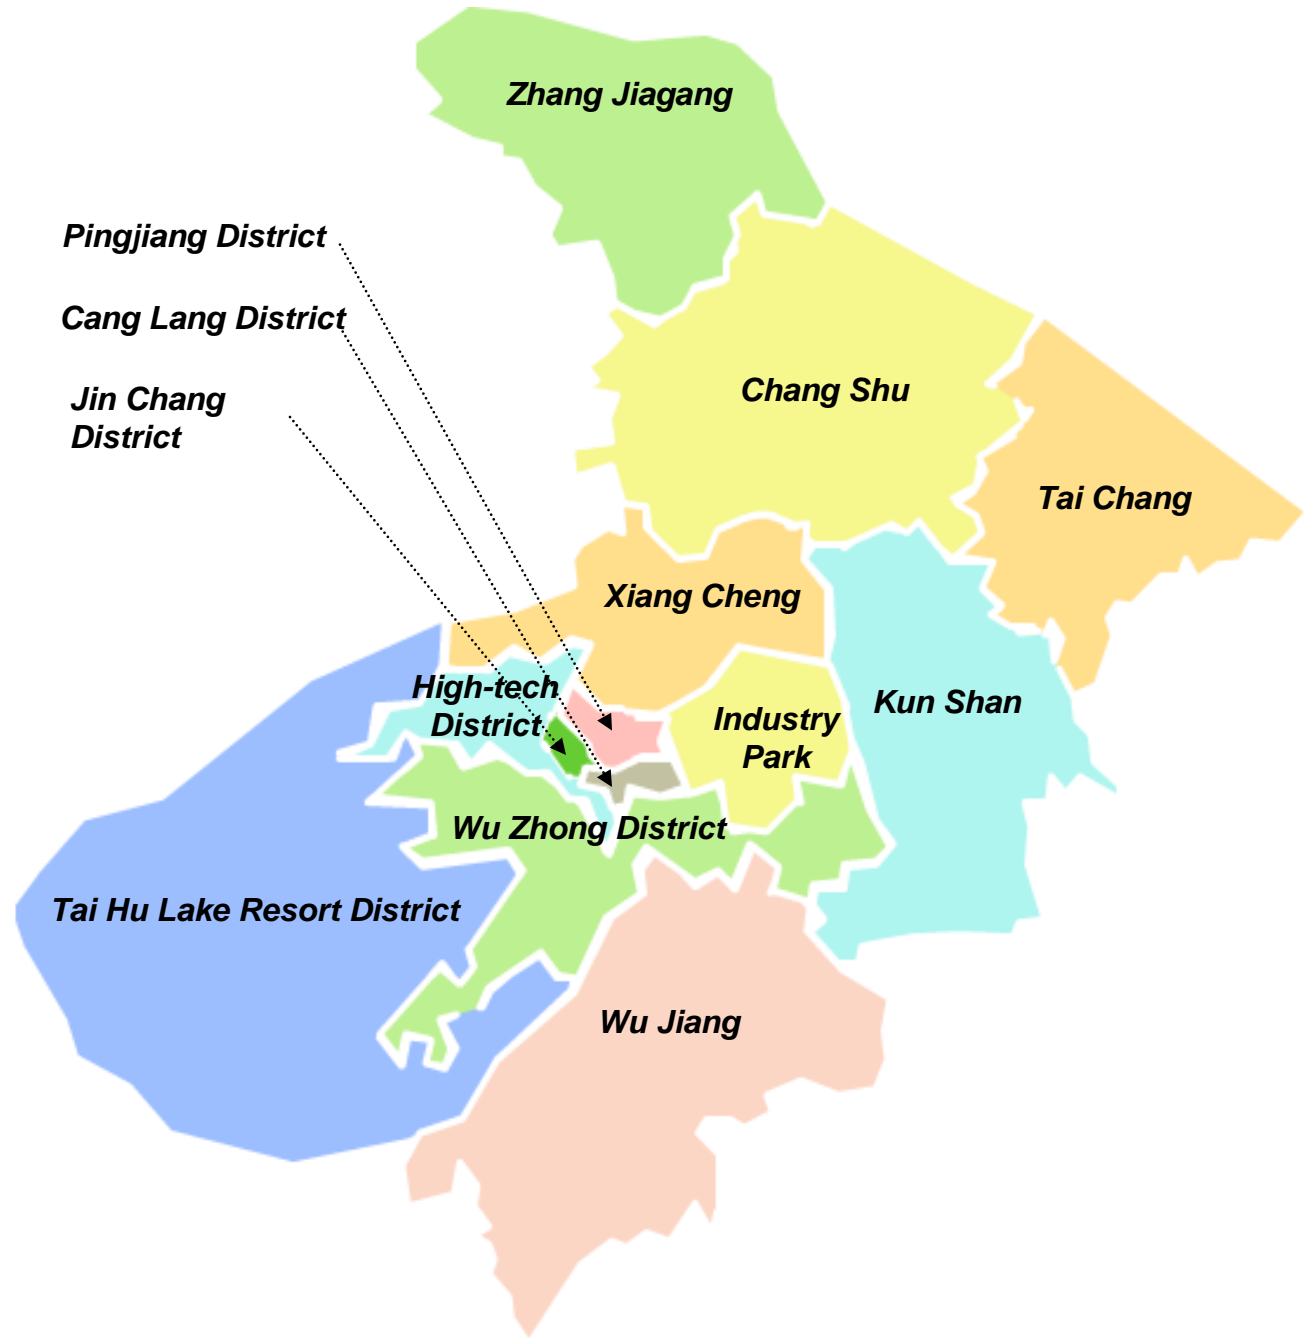 Zhang Jiagang
Pingjiang District
Cang Lang District
Jin Chang
District
Chang Shu
Tai Chang
Xiang Cheng
High-tech
District
Industry
Park
Kun Shan
Wu Zhong District
Tai Hu Lake Resort District
Wu Jiang